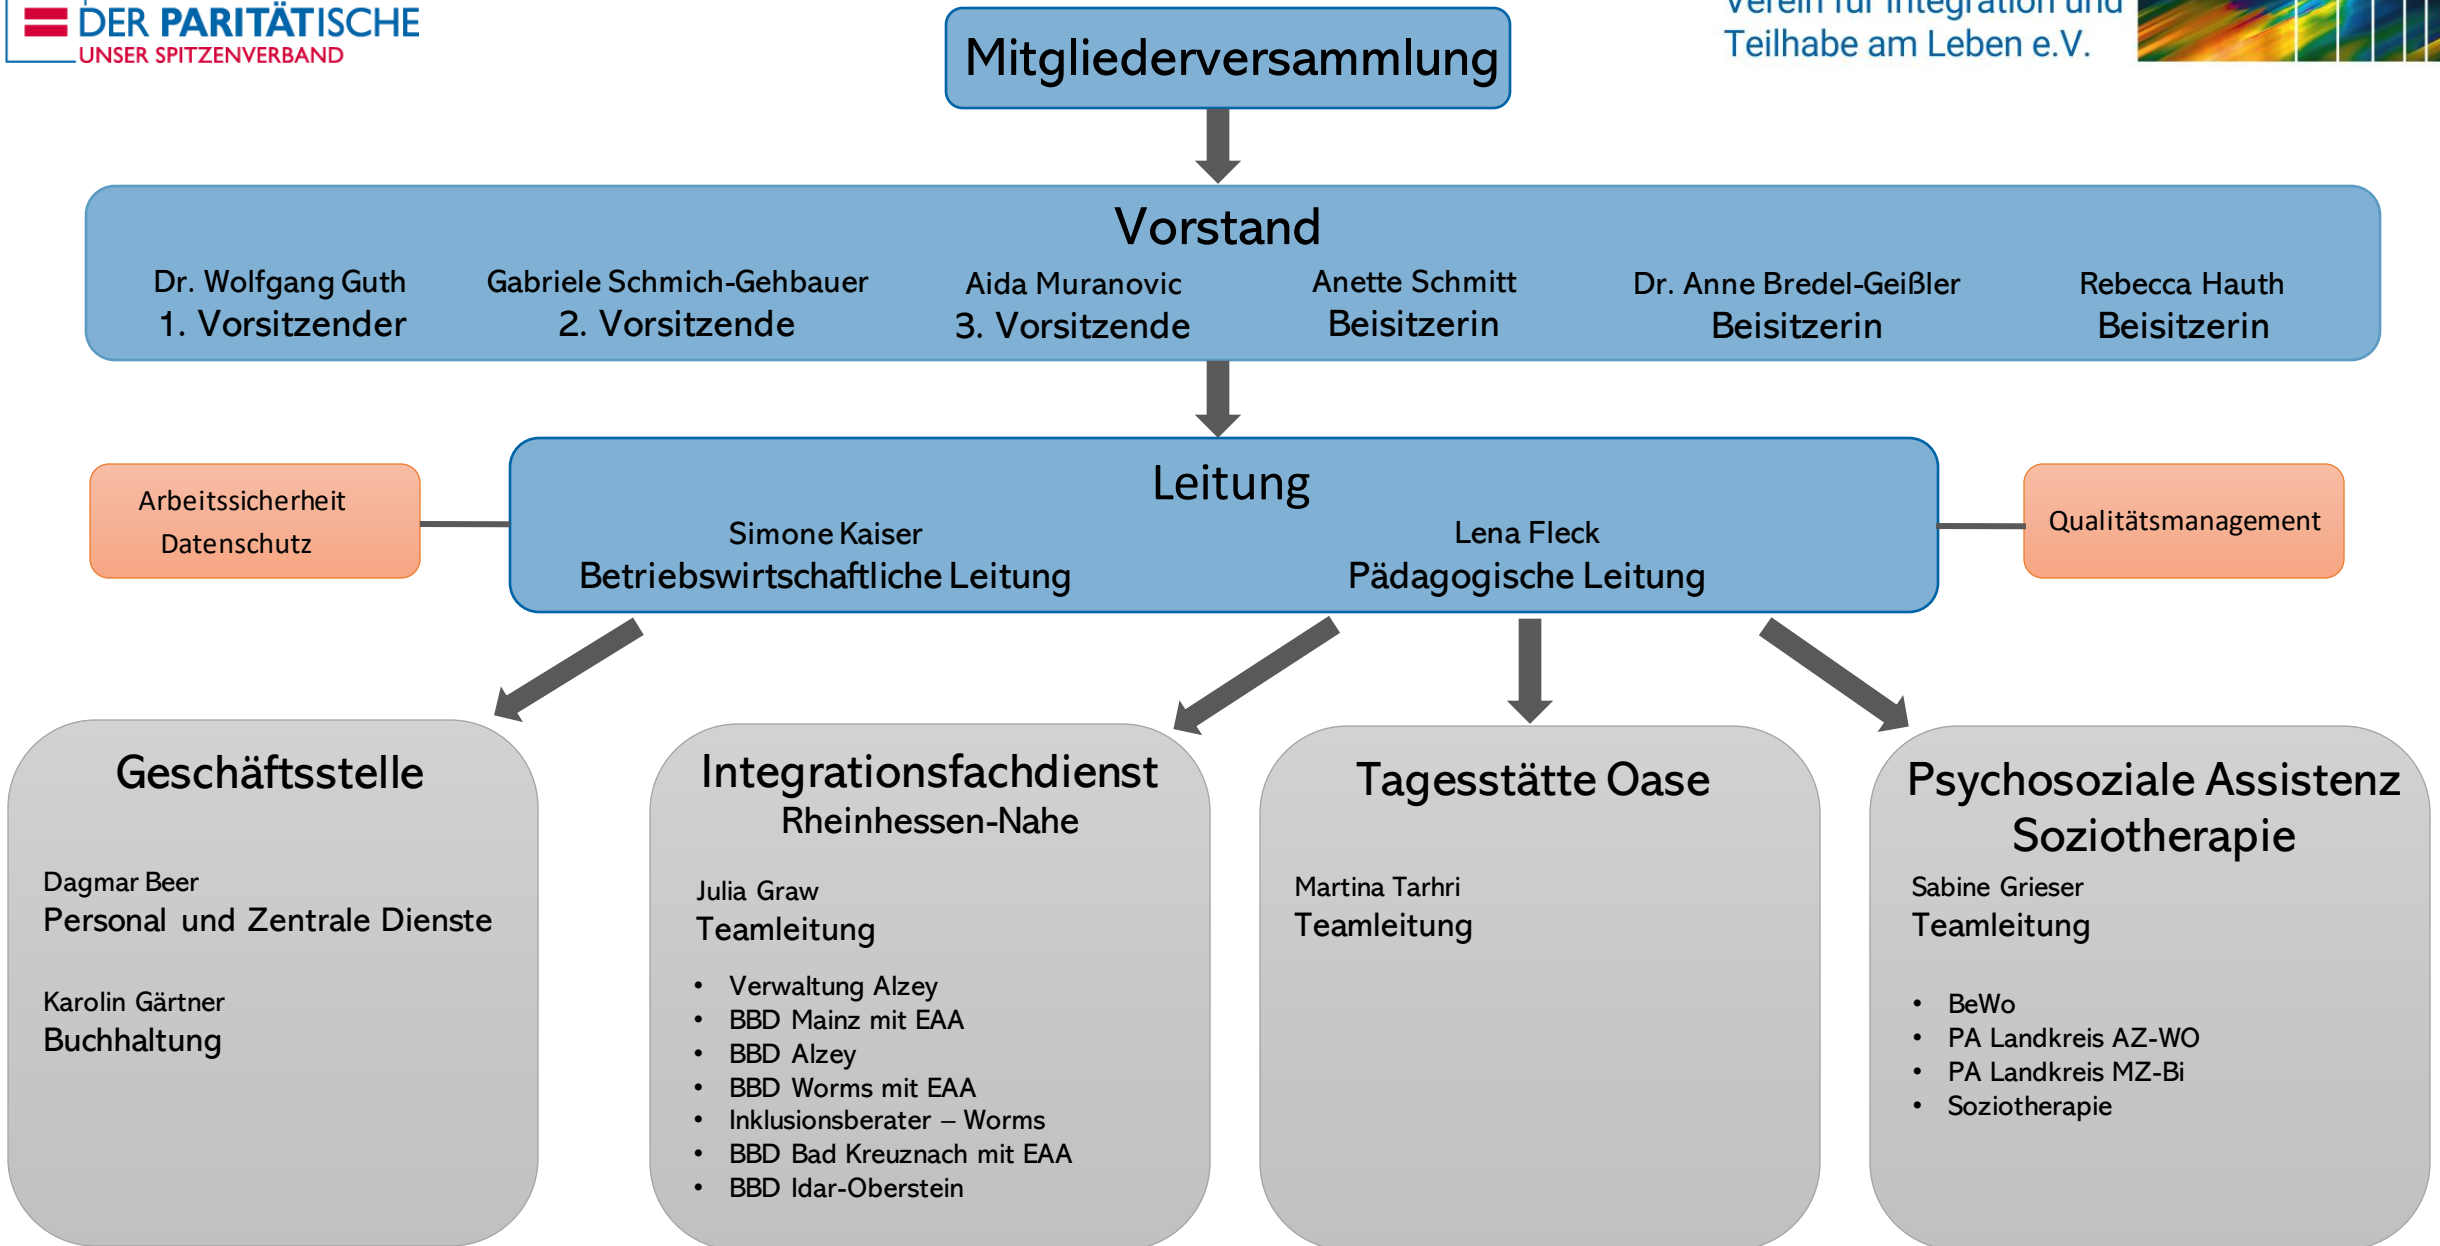 DER PARITÄTISCHE
UNSER SPITZENVERBAND
Verein für Integration und
Teilhabe am Leben e.V.
Mitgliederversammlung
Vorstand
Dr. Wolfgang Guth
1. Vorsitzender
Gabriele Schmich-Gehbauer
2. Vorsitzende
Aida Muranovic
3. Vorsitzende
Anette Schmitt
Beisitzerin
Dr. Anne Bredel-Geißler
Beisitzerin
Rebecca Hauth
Beisitzerin
Arbeitssicherheit
Datenschutz
Leitung
Simone Kaiser
Betriebswirtschaftliche Leitung
Lena Fleck
Pädagogische Leitung
Qualitätsmanagement
Geschäftsstelle
Dagmar Beer
Personal und Zentrale Dienste
Karolin Gärtner
Buchhaltung
Integrationsfachdienst
Rheinhessen-Nahe
Julia Graw
Teamleitung
• Verwaltung Alzey
• BBD Mainz mit EAA
• BBD Alzey
• BBD Worms mit EAA
• Inklusionsberater – Worms
• BBD Bad Kreuznach mit EAA
• BBD Idar-Oberstein
Tagesstätte Oase
Martina Tarhri
Teamleitung
Psychosoziale Assistenz
Soziotherapie
Sabine Grieser
Teamleitung
• BeWo
• PA Landkreis AZ-WO
• PA Landkreis MZ-Bi
• Soziotherapie